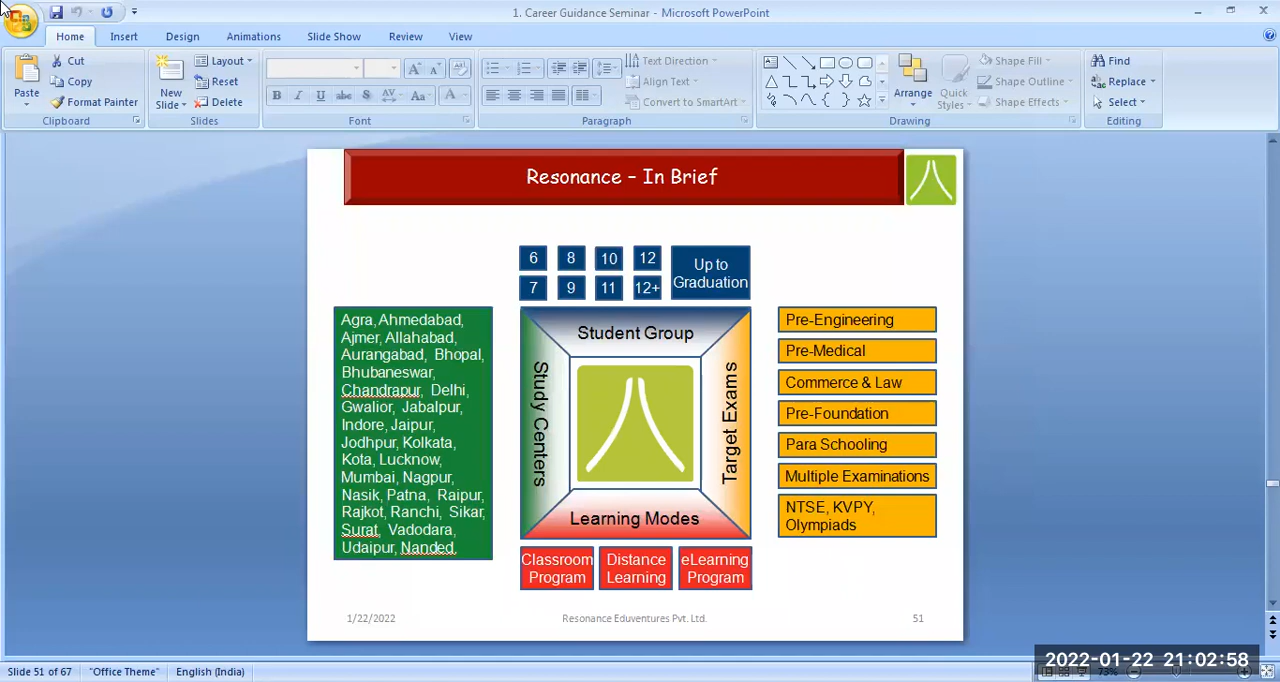 1. Career Guidance Seminar - Microsoft PowerPoint
Home Insert Design Animations Slide Show Review View
Paste
Cut
Copy
Format Painter
Clipboard
New Slide
Layout
Reset
Delete
Slides
B I U abc S AV Aa A
Font
Text Direction
Align Text
Convert to SmartArt
Paragraph
Arrange
Quick Styles
Shape Fill
Shape Outline
Shape Effects
Drawing
Find
Replace
Select
Editing
Resonance – In Brief
6 8 10 12
7 9 11 12+
Up to
Graduation
Agra, Ahmedabad,
Ajmer, Allahabad,
Aurangabad, Bhopal,
Bhubaneswar,
Chandrapur, Delhi,
Gwalior, Jabalpur,
Indore, Jaipur,
Jodhpur, Kolkata,
Kota, Lucknow,
Mumbai, Nagpur,
Nasik, Patna, Raipur,
Rajkot, Ranchi, Sikar,
Surat, Vadodara,
Udaipur, Nanded,
Student Group
Study Centers
Target Exams
Learning Modes
Pre-Engineering
Pre-Medical
Commerce & Law
Pre-Foundation
Para Schooling
Multiple Examinations
NTSE, KVPY,
Olympiads
Classroom
Program
Distance
Learning
eLearning
Program
1/22/2022
Resonance Eduventures Pvt. Ltd.
51
Slide 51 of 67
"Office Theme"
English (India)
2022-01-22 21:02:58
73%